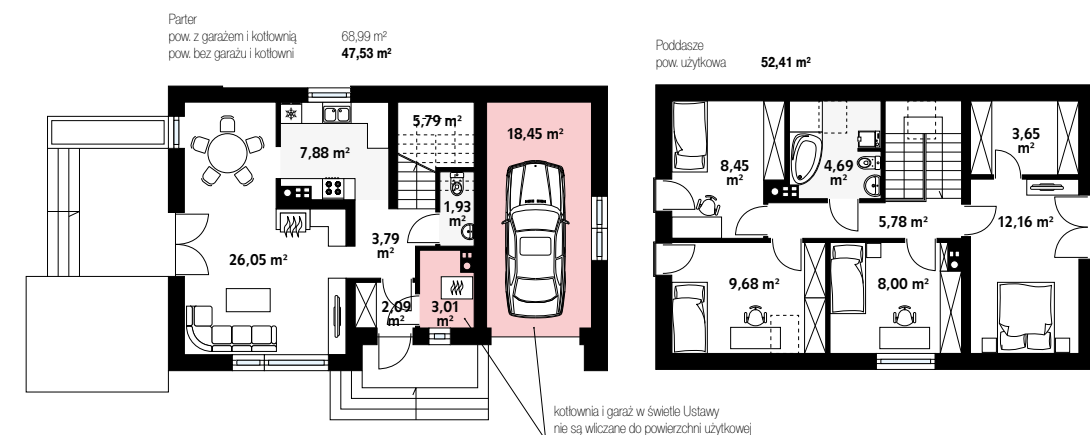 Parter
pow. z garażem i kotłownią 68,99 m²
pow. bez garażu i kotłowni 47,53 m²
Poddasze
pow. użytkowa 52,41 m²
5,79 m²
18,45 m²
7,88 m²
1,93
m²
3,79
m²
26,05 m²
2,09
m²
3,01
m²
8,45
m²
4,69
m²
3,65
m²
5,78 m²
12,16 m²
9,68 m²
8,00 m²
kotłownia i garaż w świetle Ustawy
nie są wliczane do powierzchni użytkowej